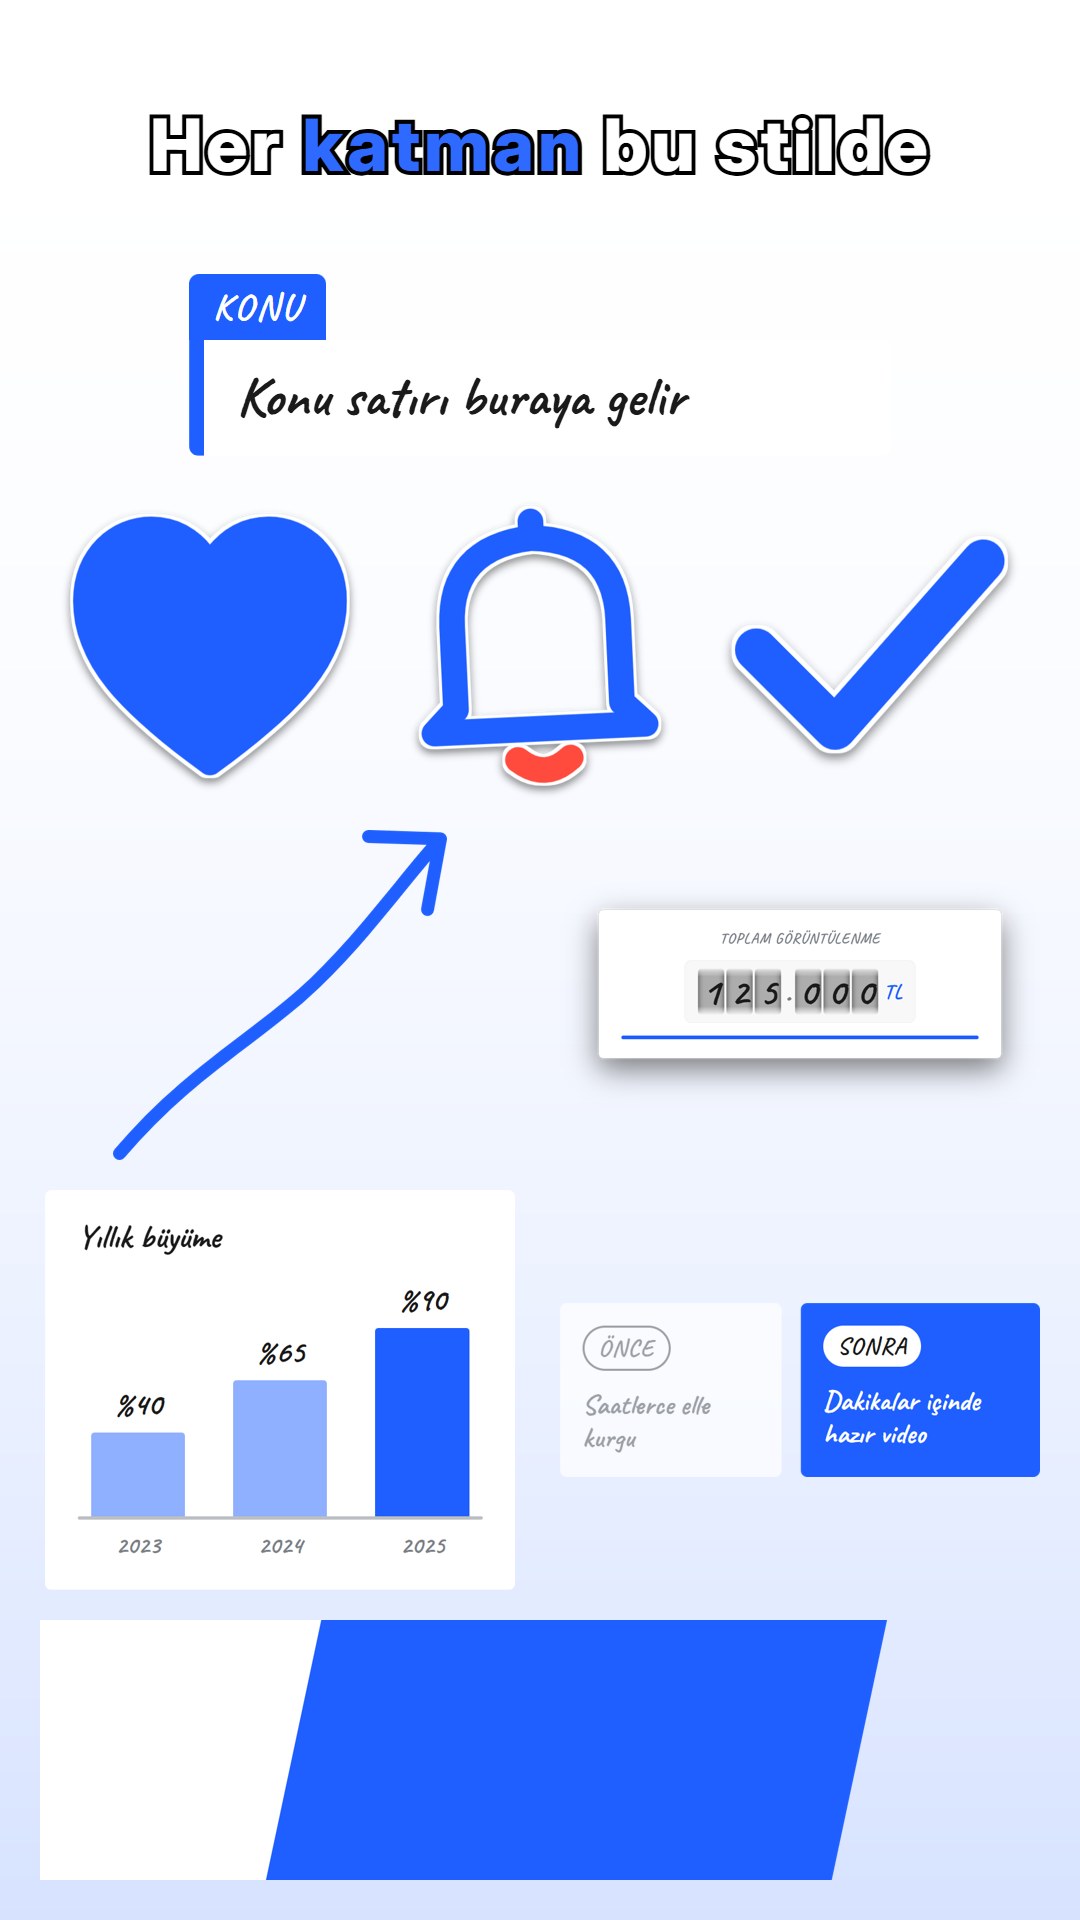 Her katman bu stilde
KONU
Konu satırı buraya gelir
TOPLAM GÖRÜNTÜLENME
125.000 TL
Yıllık büyüme
%40
%65
%90
2023
2024
2025
ÖNCE
Saatlerce elle
kurgu
SONRA
Dakikalar içinde
hazır video